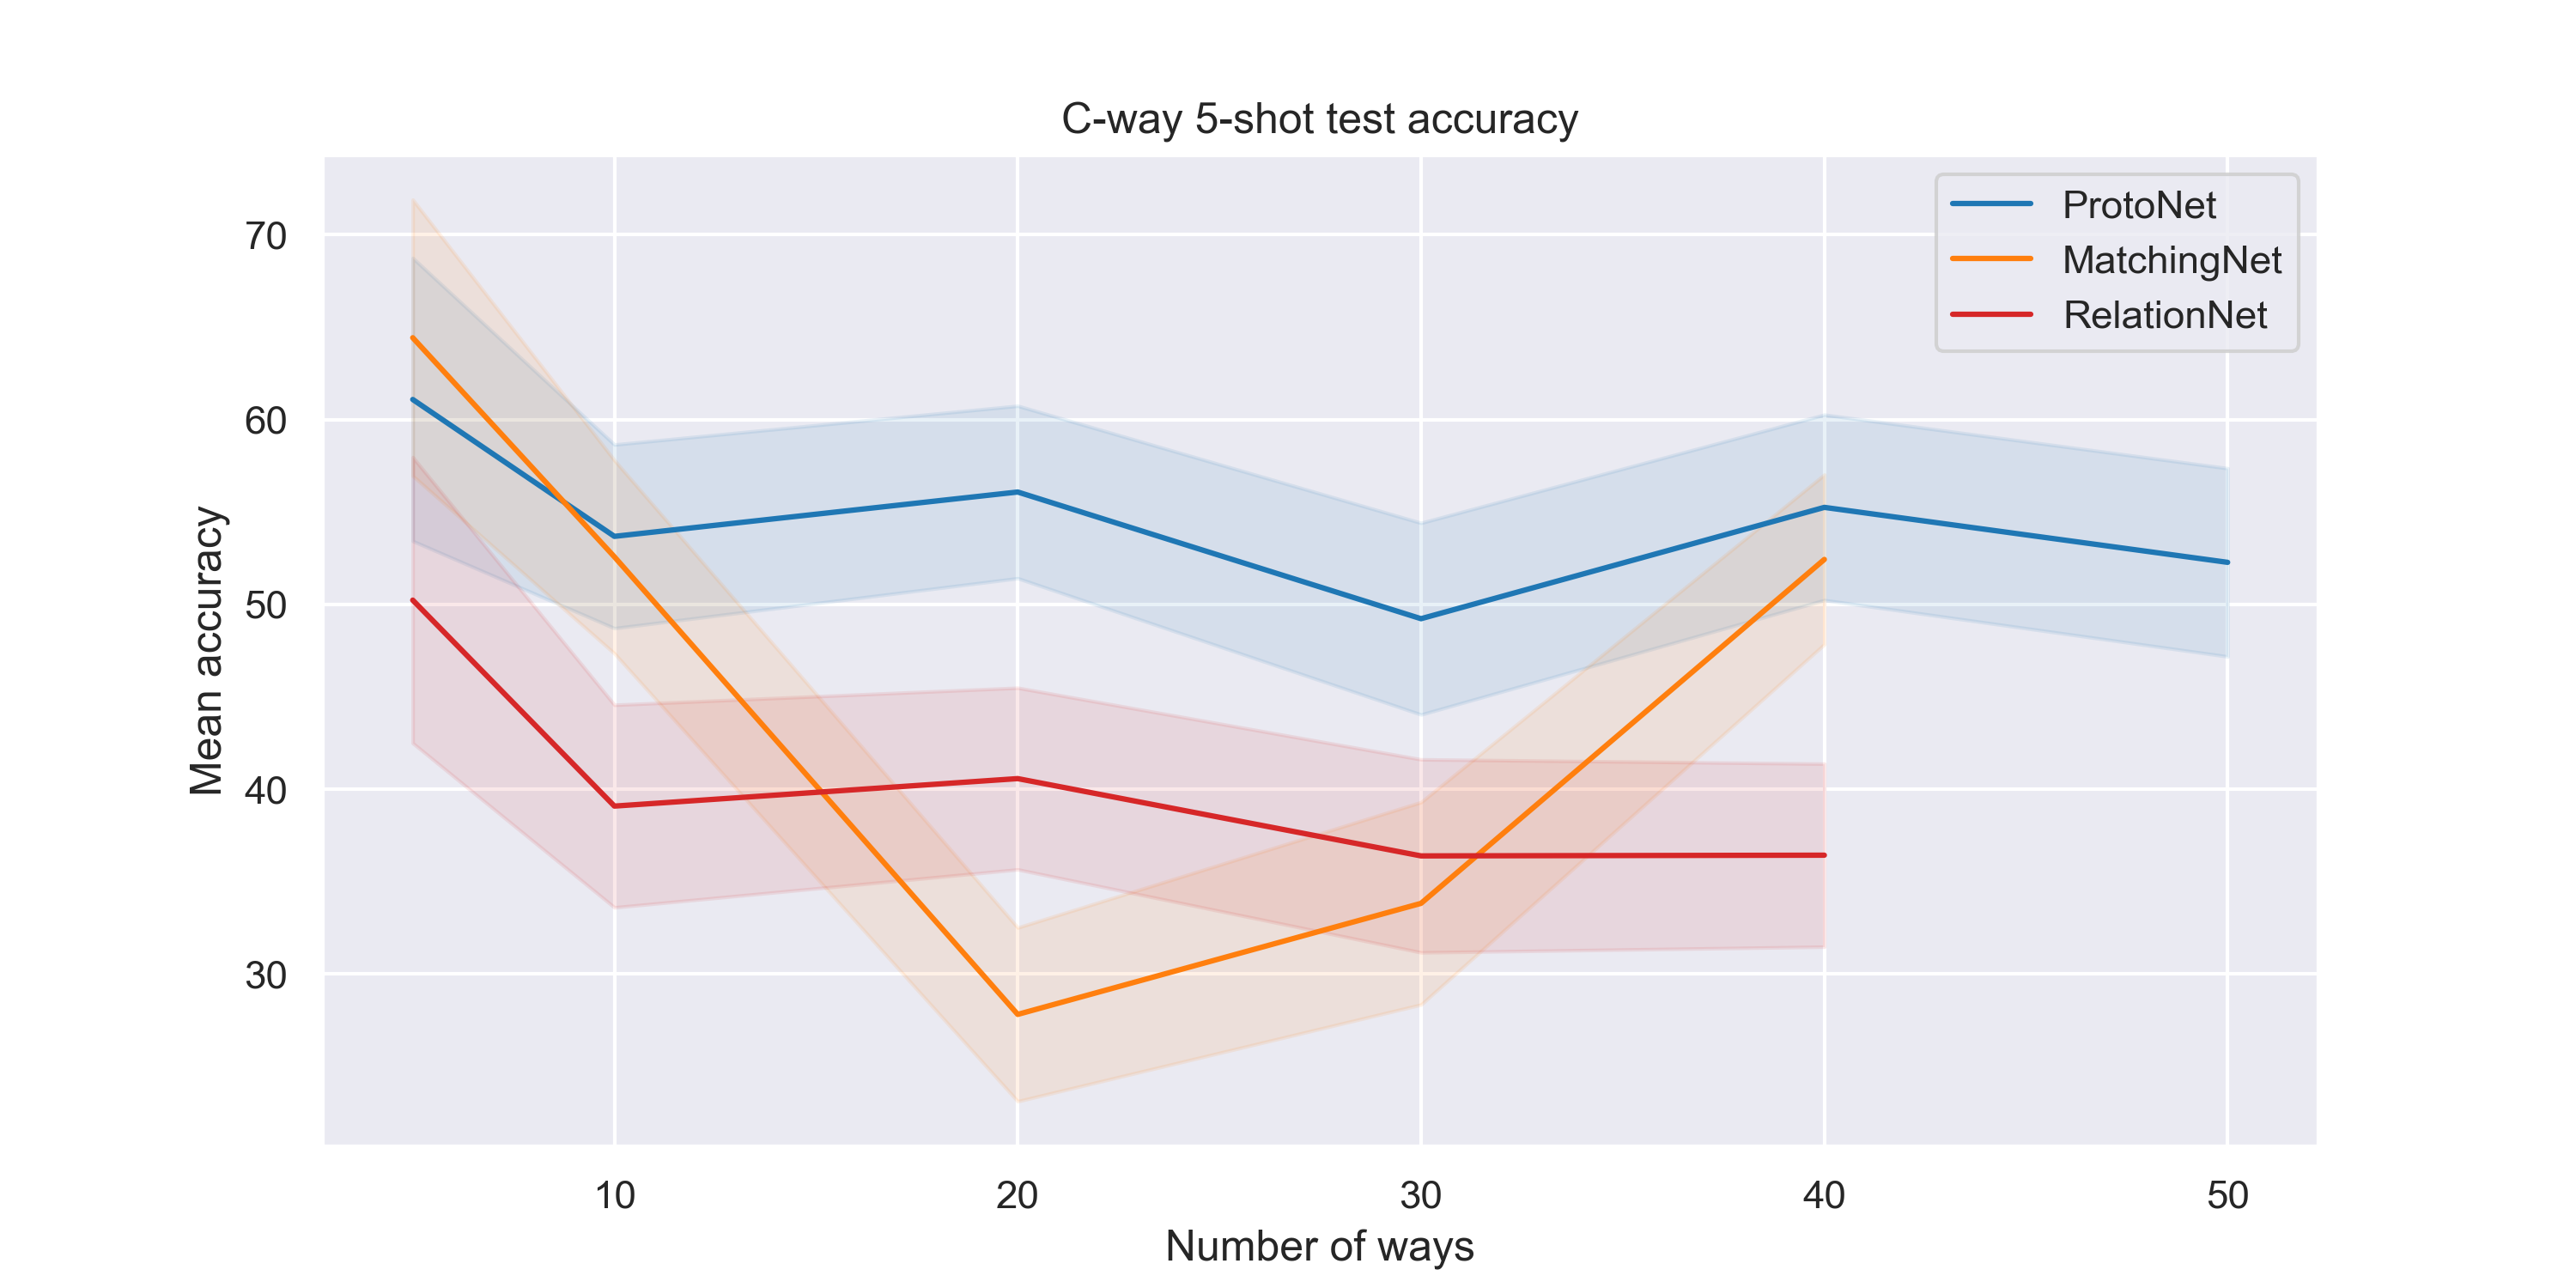 C-way 5-shot test accuracy
ProtoNet
MatchingNet
RelationNet
Mean accuracy
70
60
50
40
30
10 20 30 40 50
Number of ways